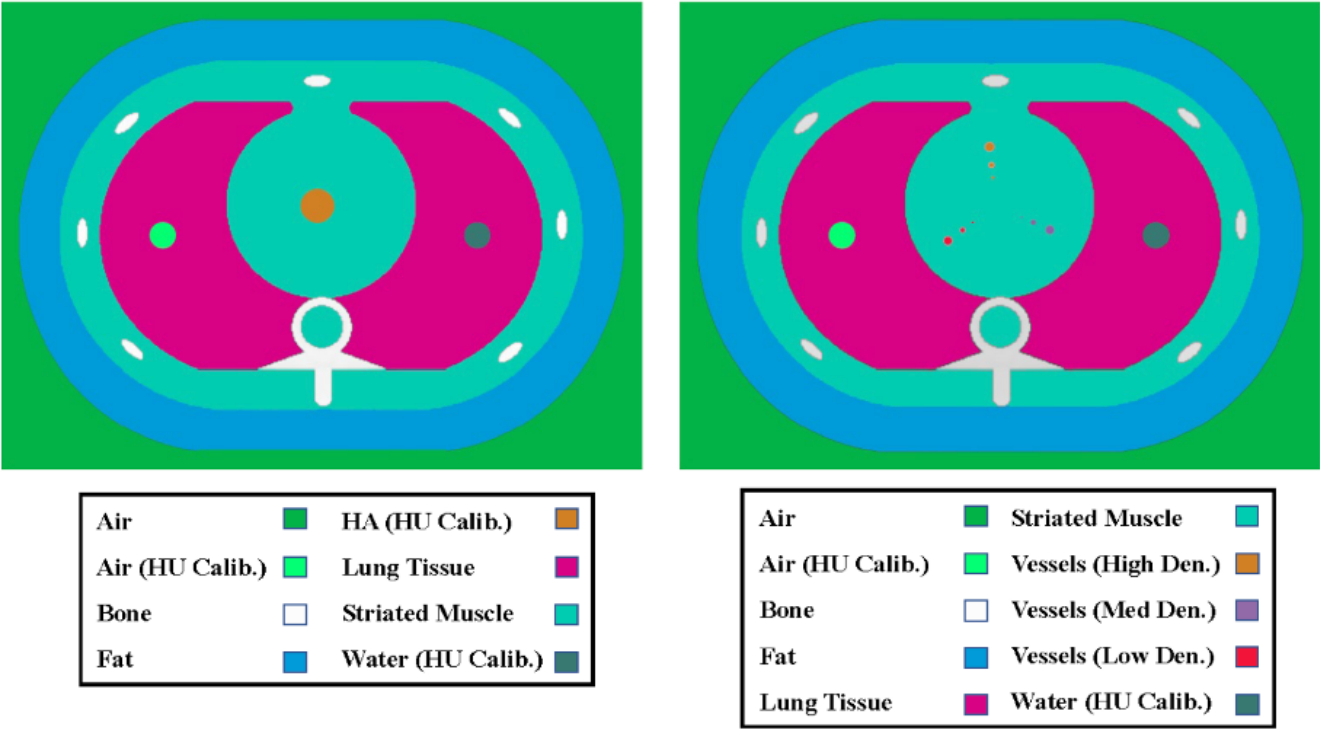 Air HA (HU Calib.)
Air (HU Calib.) Lung Tissue
Bone Striated Muscle
Fat Water (HU Calib.)
Air Striated Muscle
Air (HU Calib.) Vessels (High Den.)
Bone Vessels (Med Den.)
Fat Vessels (Low Den.)
Lung Tissue Water (HU Calib.)